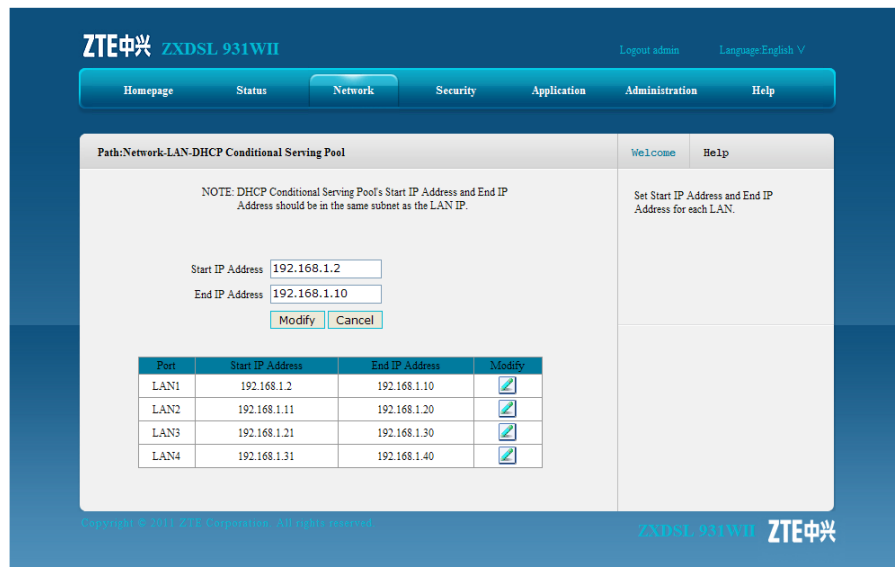 ZTE中兴 ZXDSL 931WII
Logout admin Language:English V
Homepage Status Network Security Application Administration Help
Path:Network-LAN-DHCP Conditional Serving Pool
Welcome Help
NOTE: DHCP Conditional Serving Pool's Start IP Address and End IP
Address should be in the same subnet as the LAN IP.
Set Start IP Address and End IP
Address for each LAN.
Start IP Address 192.168.1.2
End IP Address 192.168.1.10
Modify Cancel
Port Start IP Address End IP Address Modify
LAN1 192.168.1.2 192.168.1.10
LAN2 192.168.1.11 192.168.1.20
LAN3 192.168.1.21 192.168.1.30
LAN4 192.168.1.31 192.168.1.40
Copyright © 2011 ZTE Corporation. All rights reserved.
ZXDSL 931WII ZTE中兴